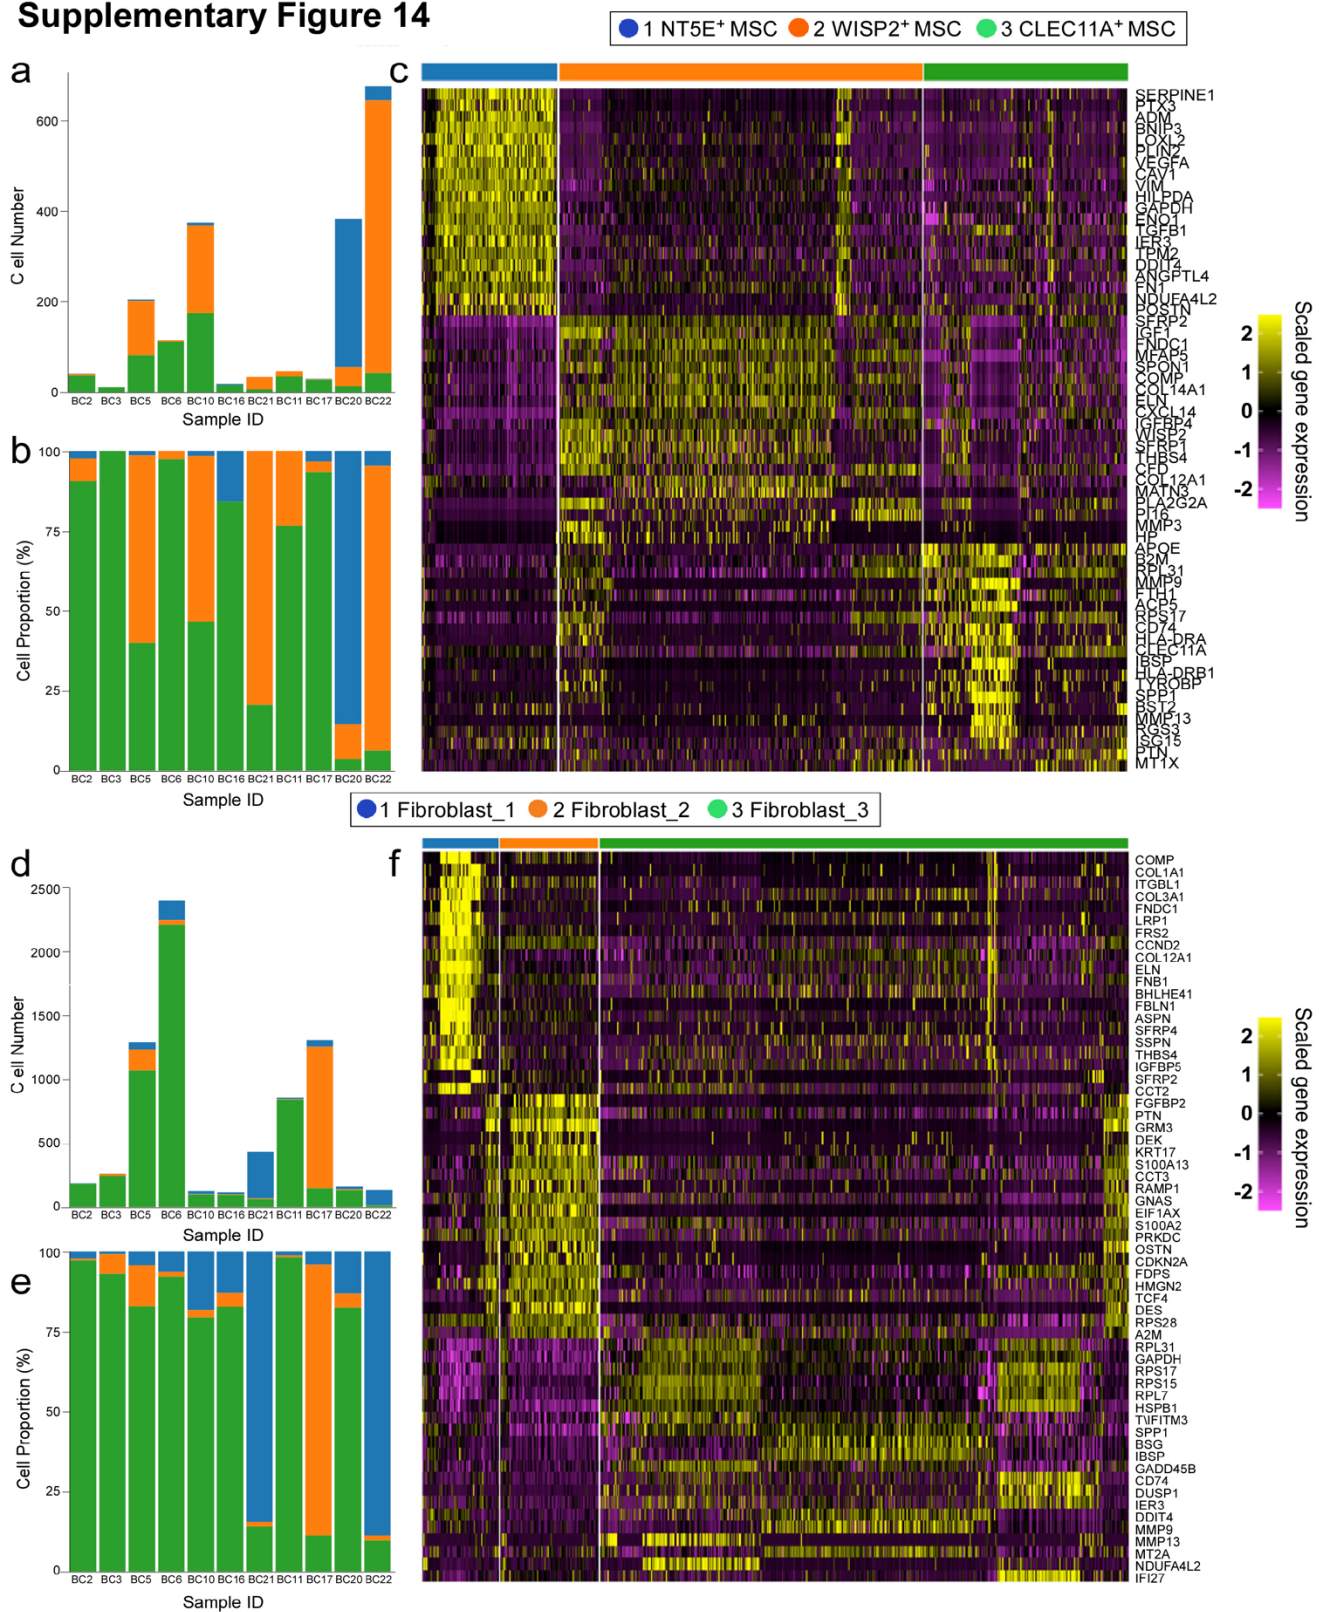 Supplementary Figure 14
1 NT5E+ MSC 2 WISP2+ MSC 3 CLEC11A+ MSC
a
600
400
200
0
C ell Number
BC2 BC3 BC5 BC6 BC10 BC16 BC21 BC11 BC17 BC20 BC22
Sample ID
b
100
75
50
25
0
Cell Proportion (%)
BC2 BC3 BC5 BC6 BC10 BC16 BC21 BC11 BC17 BC20 BC22
Sample ID
c
SERPINE1
PTX3
ADM
BNIP3
FOXL2
PLIN2
VEGFA
CAV1
VIM
HILPDA
GAPDH
ENO1
TGFB1
IER3
TPM2
DDIT4
ANGPTL4
FN1
NDUFA4L2
POSTN
SFRP2
IGF1
FNDC1
MFAP5
SPON1
COMP
COL14A1
ELN
CXCL14
IGFBP4
WISP2
SFRP1
THBS4
CFD
COL12A1
MATN3
PLA2G2A
PI16
MMP3
HP
APOE
B2M
RPL31
MMP9
FTH1
ACP5
RPS17
CD74
HLA-DRA
CLEC11A
IBSP
HLA-DRB1
TYROBP
SPP1
BST2
MMP13
RGS3
ISG15
PTN
MT1X
2
1
0
-1
-2
Scaled gene expression
1 Fibroblast_1 2 Fibroblast_2 3 Fibroblast_3
d
2500
2000
1500
1000
500
0
C ell Number
BC2 BC3 BC5 BC6 BC10 BC16 BC21 BC11 BC17 BC20 BC22
Sample ID
e
100
75
50
25
0
Cell Proportion (%)
BC2 BC3 BC5 BC6 BC10 BC16 BC21 BC11 BC17 BC20 BC22
Sample ID
f
COMP
COL1A1
ITGBL1
COL3A1
FNDC1
LRP1
FRS2
CCND2
COL12A1
ELN
FNB1
BHLHE41
FBLN1
ASPN
SFRP4
SSPN
THBS4
IGFBP5
SFRP2
CCT2
FGFBP2
PTN
GRM3
DEK
KRT17
S100A13
CCT3
RAMP1
GNAS
EIF1AX
S100A2
PRKDC
OSTN
CDKN2A
FDPS
HMGN2
TCF4
DES
RPS28
A2M
RPL31
GAPDH
RPS17
RPS15
RPL7
HSPB1
T\IFITM3
SPP1
BSG
IBSP
GADD45B
CD74
DUSP1
IER3
DDIT4
MMP9
MMP13
MT2A
NDUFA4L2
IFI27
2
1
0
-1
-2
Scaled gene expression